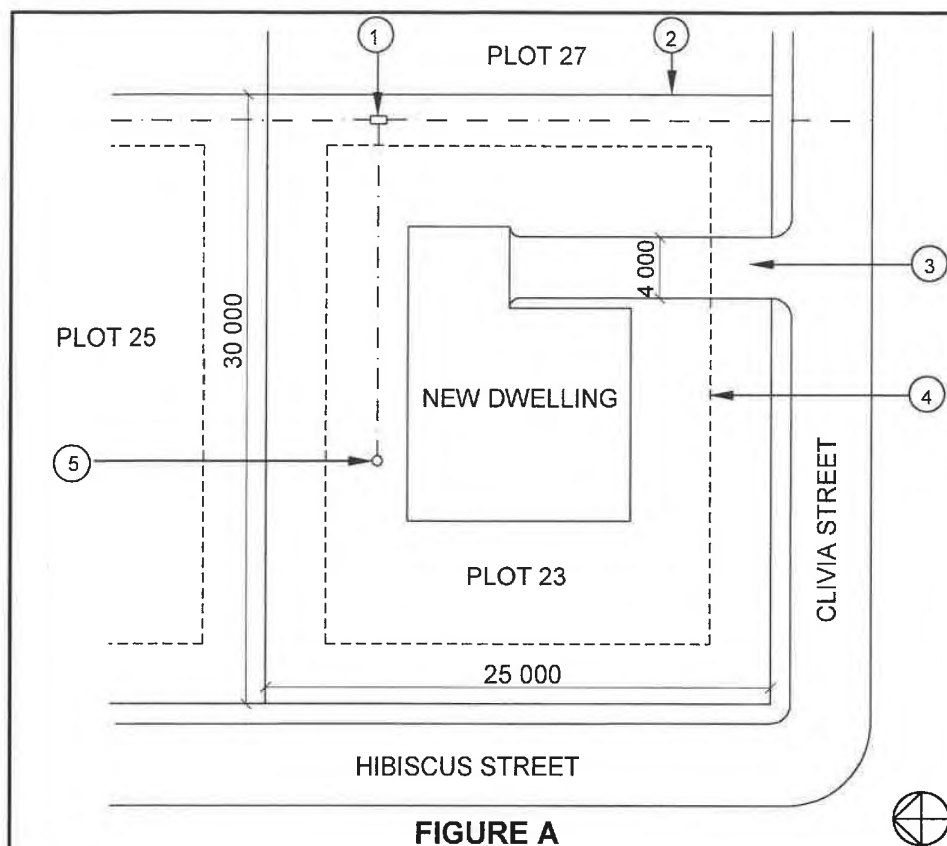 1
2
PLOT 27
3
4 000
PLOT 25
30 000
NEW DWELLING
4
5
CLIVIA STREET
PLOT 23
25 000
HIBISCUS STREET
FIGURE A